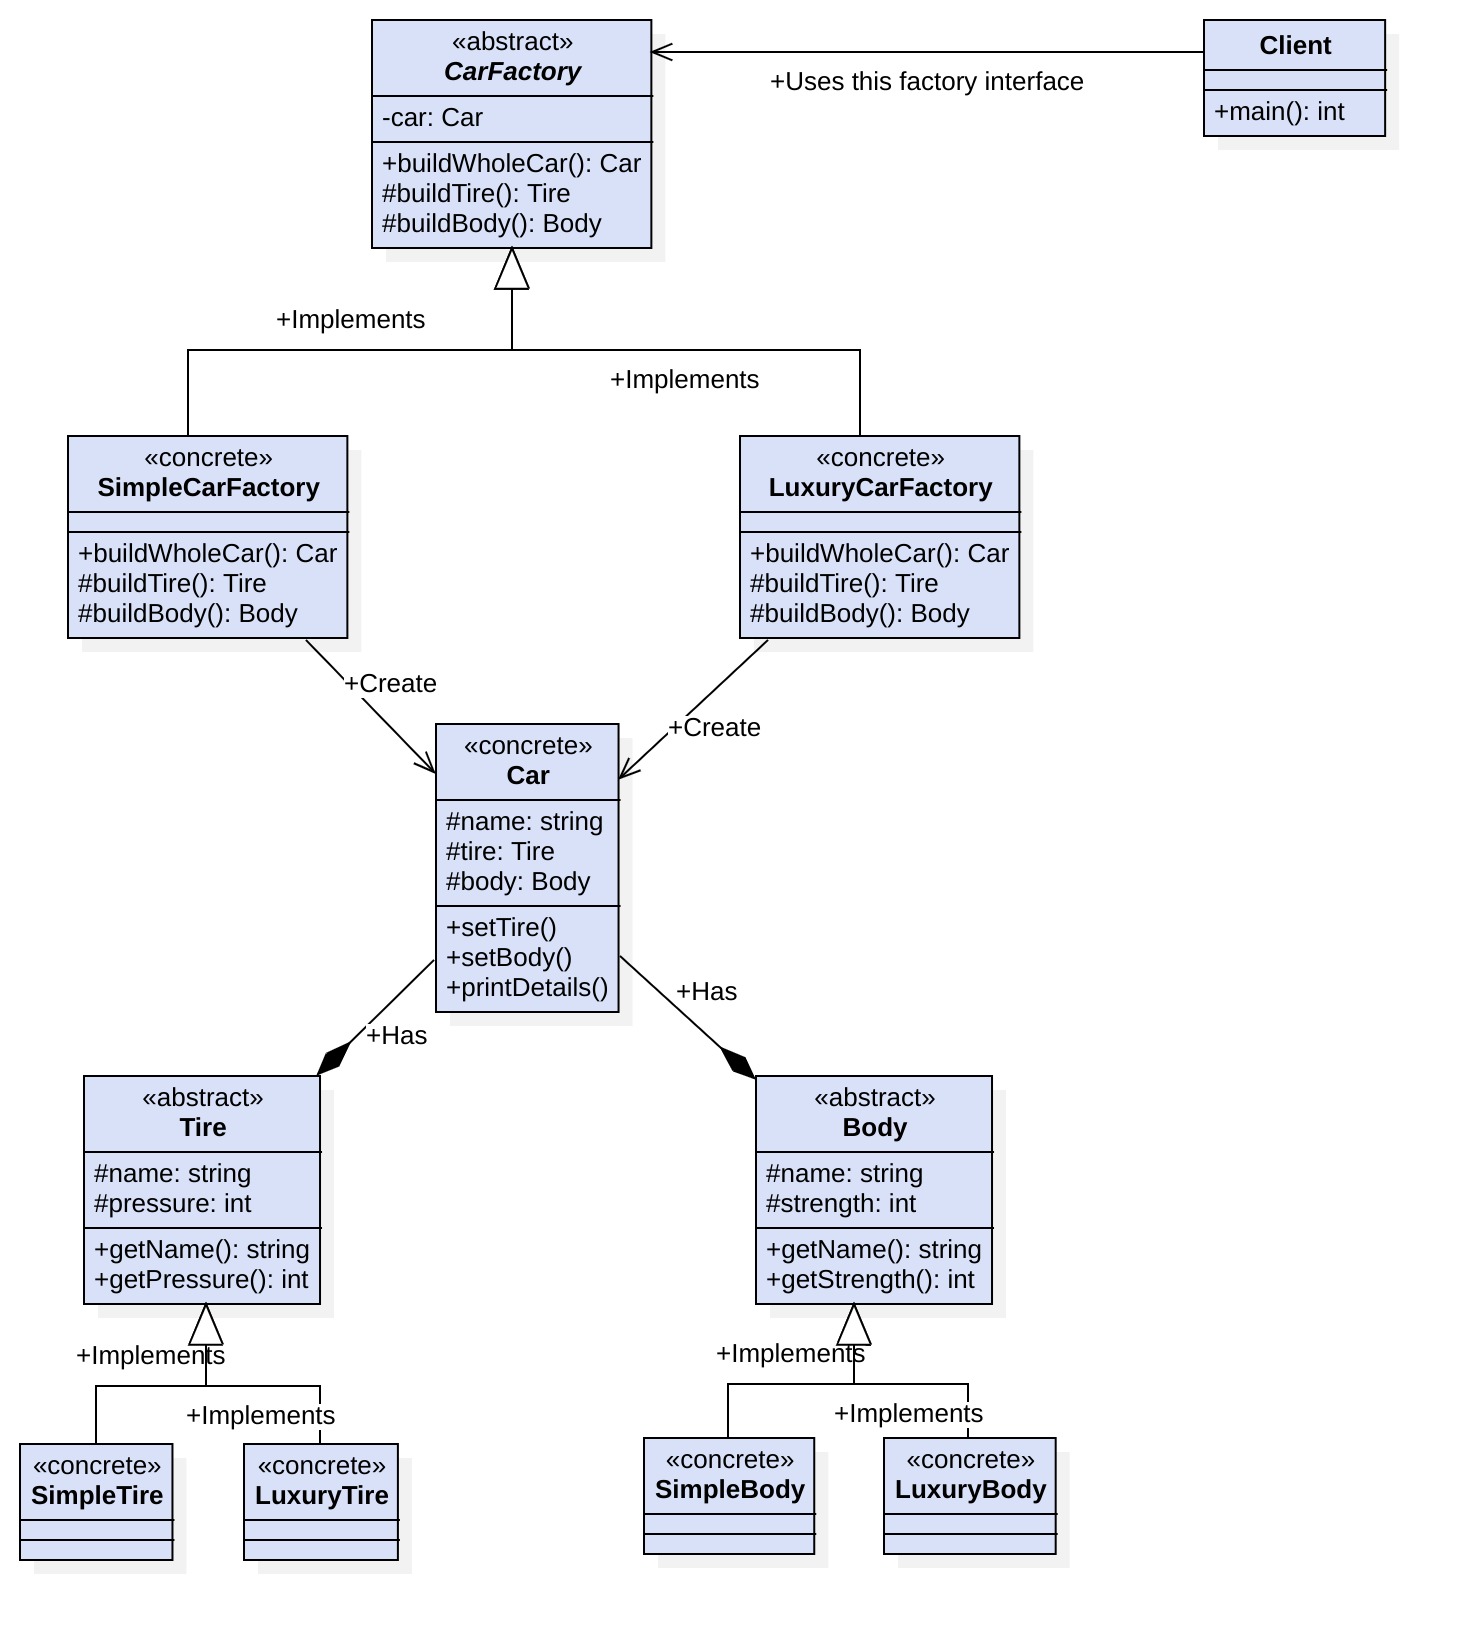 «abstract»
CarFactory
-car: Car
+buildWholeCar(): Car
#buildTire(): Tire
#buildBody(): Body
+Uses this factory interface
Client
+main(): int
+Implements
+Implements
«concrete»
SimpleCarFactory
+buildWholeCar(): Car
#buildTire(): Tire
#buildBody(): Body
«concrete»
LuxuryCarFactory
+buildWholeCar(): Car
#buildTire(): Tire
#buildBody(): Body
+Create
+Create
«concrete»
Car
#name: string
#tire: Tire
#body: Body
+setTire()
+setBody()
+printDetails()
+Has
+Has
«abstract»
Tire
#name: string
#pressure: int
+getName(): string
+getPressure(): int
«abstract»
Body
#name: string
#strength: int
+getName(): string
+getStrength(): int
+Implements
+Implements
«concrete»
SimpleTire
«concrete»
LuxuryTire
+Implements
+Implements
«concrete»
SimpleBody
«concrete»
LuxuryBody